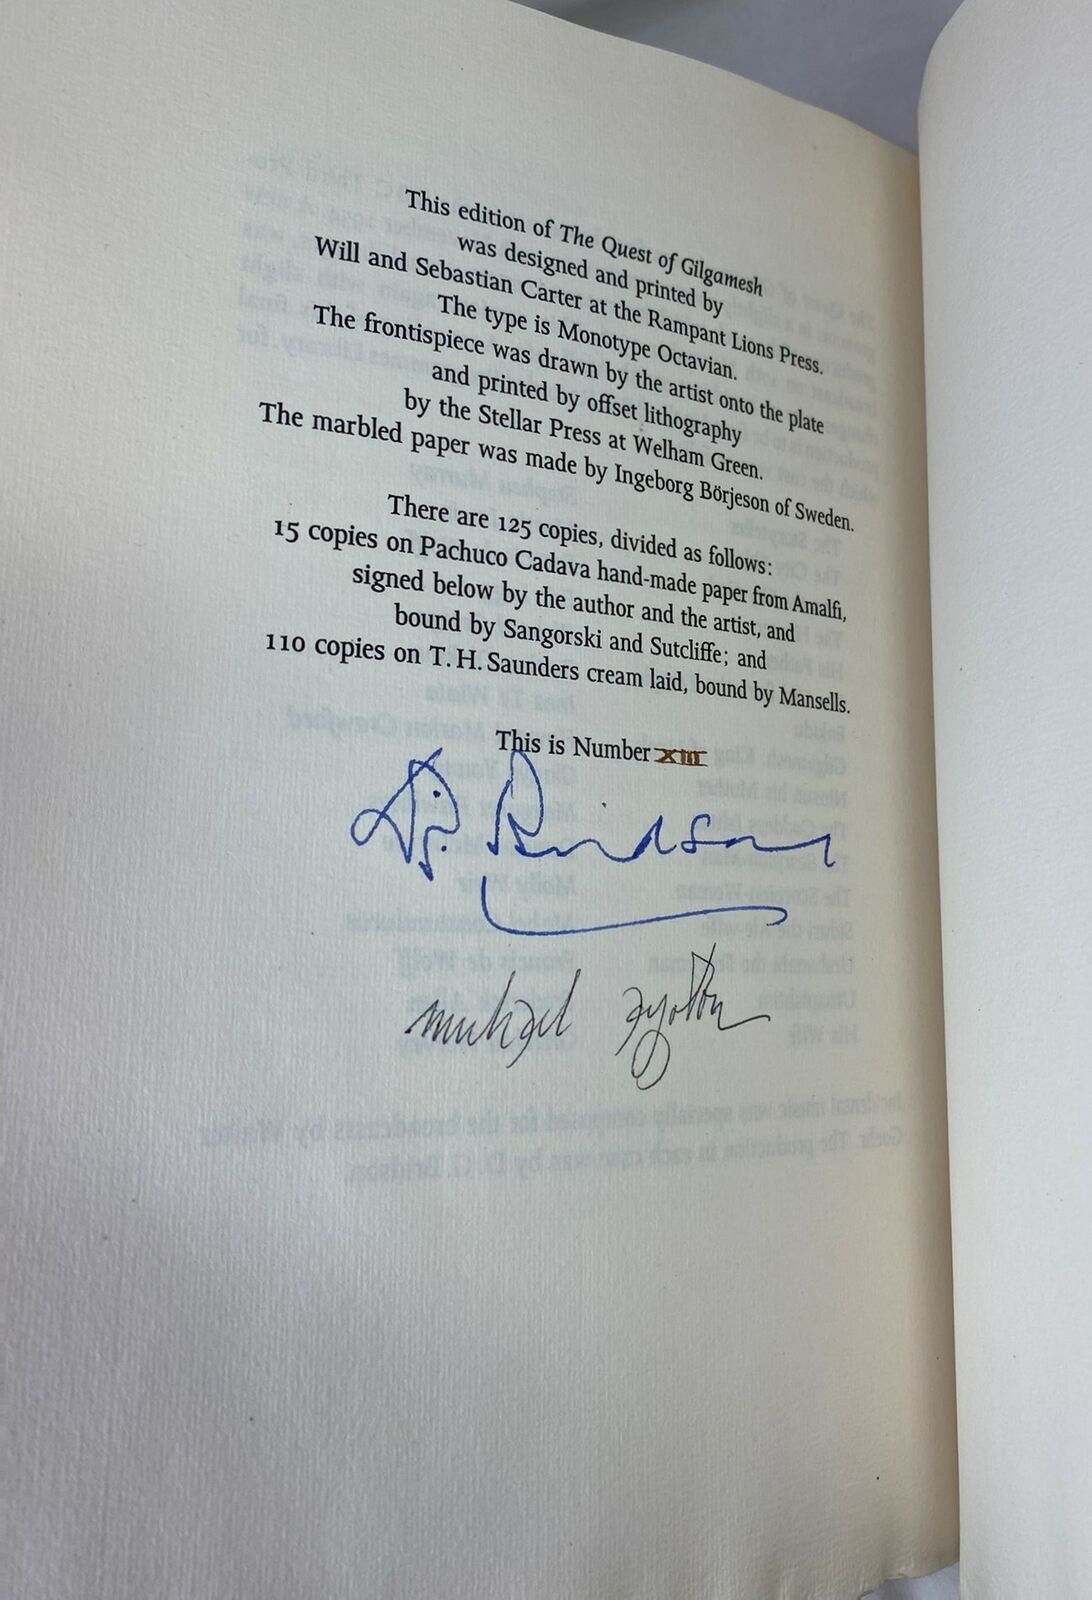 This edition of The Quest of Gilgamesh
was designed and printed by
Will and Sebastian Carter at the Rampant Lions Press.
The type is Monotype Octavian.
The frontispiece was drawn by the artist onto the plate
and printed by offset lithography
by the Stellar Press at Welham Green.
The marbled paper was made by Ingeborg Börjeson of Sweden.
There are 125 copies, divided as follows:
15 copies on Pachuco Cadava hand-made paper from Amalfi,
signed below by the author and the artist, and
bound by Sangorski and Sutcliffe; and
110 copies on T. H. Saunders cream laid, bound by Mansells.
This is Number XIII
D.G. Bridson
michael ayrton